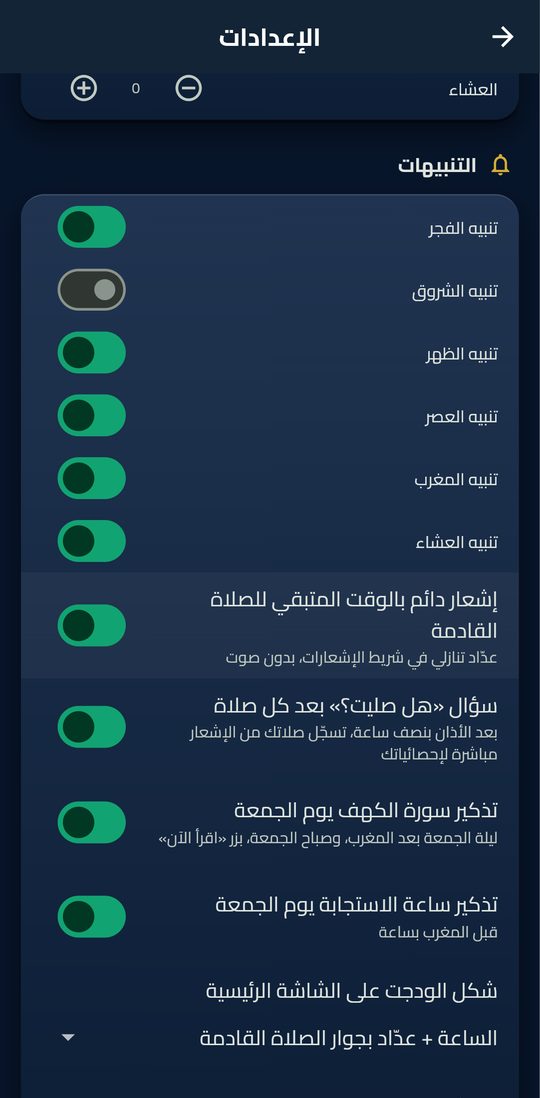 الإعدادات
العشاء
0
التنبيهات
تنبيه الفجر
تنبيه الشروق
تنبيه الظهر
تنبيه العصر
تنبيه المغرب
تنبيه العشاء
إشعار دائم بالوقت المتبقي للصلاة
القادمة
عدّاد تنازلي في شريط الإشعارات، بدون صوت
سؤال «هل صليت؟» بعد كل صلاة
بعد الأذان بنصف ساعة، تسجّل صلاتك من الإشعار
مباشرة لإحصائياتك
تذكير سورة الكهف يوم الجمعة
ليلة الجمعة بعد المغرب، وصباح الجمعة، بزر «اقرأ الآن»
تذكير ساعة الاستجابة يوم الجمعة
قبل المغرب بساعة
شكل الودجت على الشاشة الرئيسية
الساعة + عدّاد بجوار الصلاة القادمة